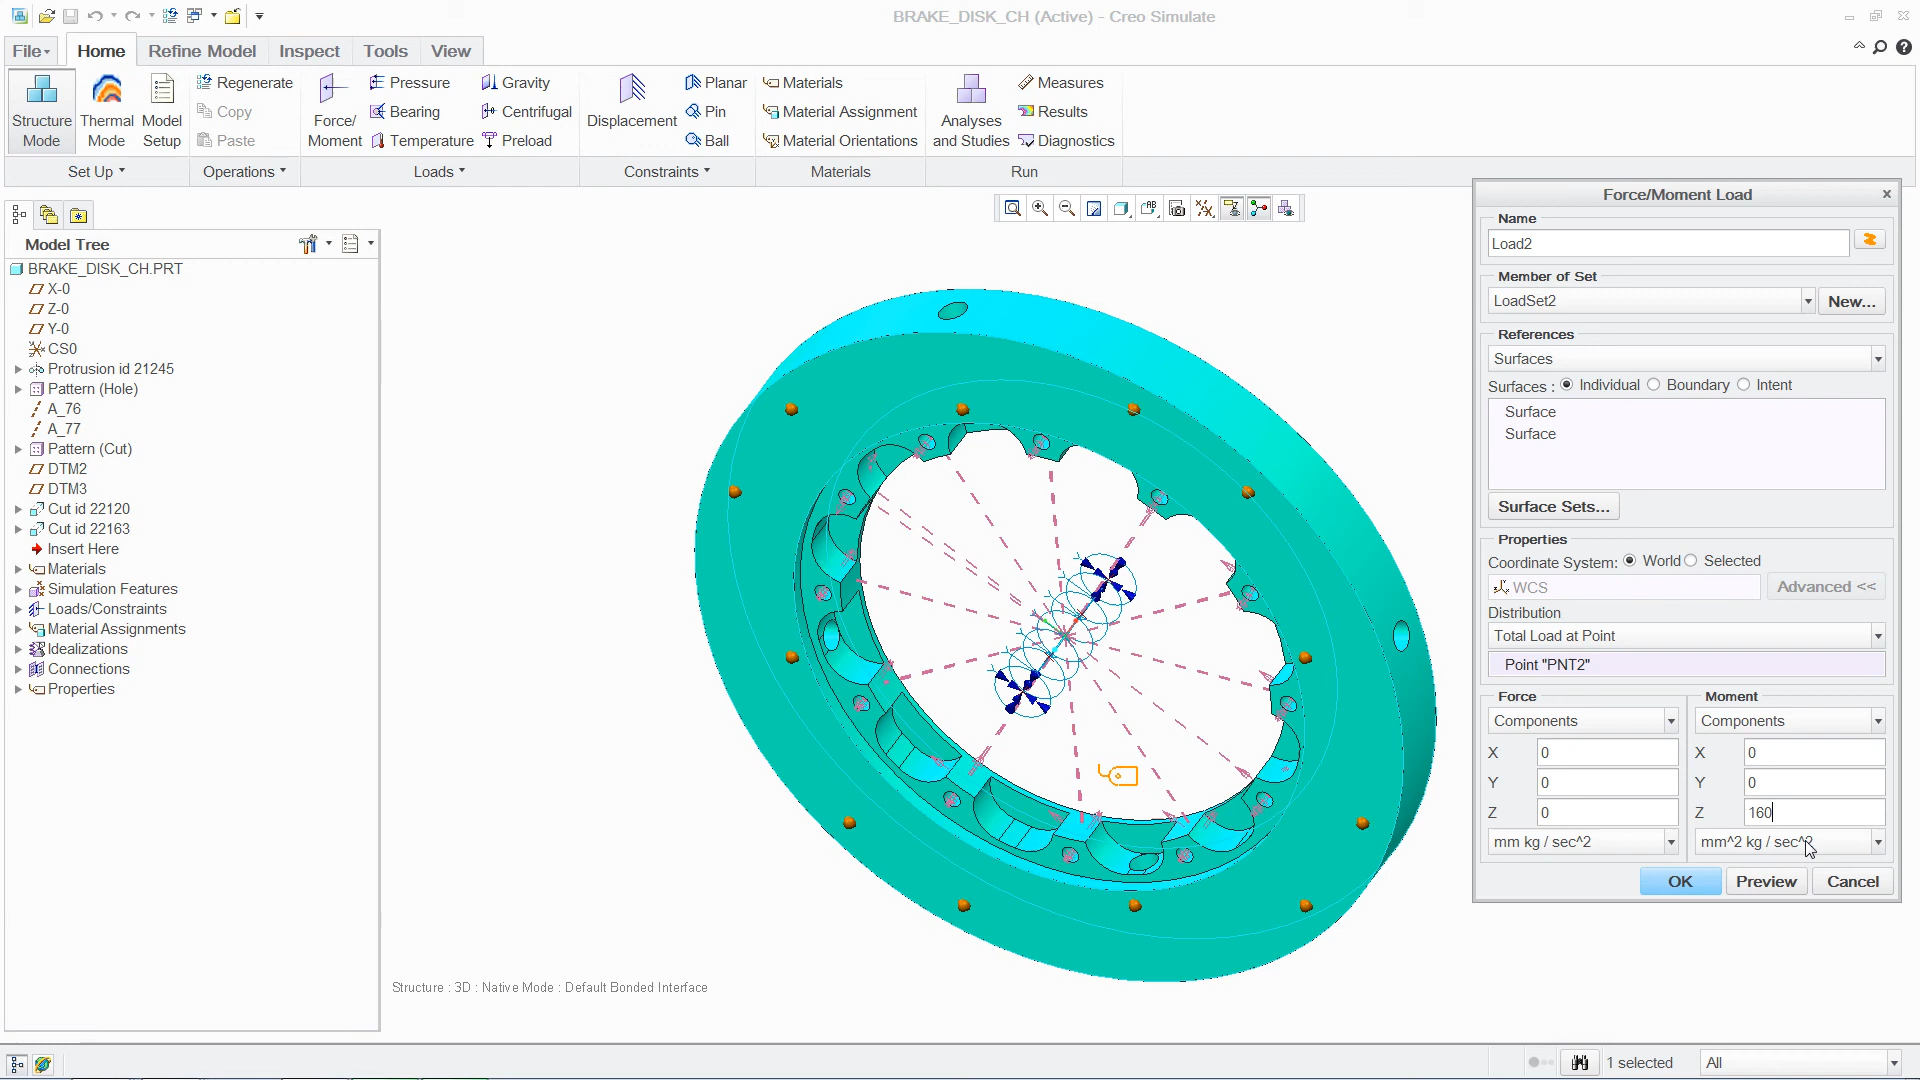 BRAKE_DISK_CH (Active) - Creo Simulate
File Home Refine Model Inspect Tools View
Structure Mode
Thermal Mode
Model Setup
Set Up
Regenerate
Copy
Paste
Operations
Force/ Moment
Pressure
Bearing
Temperature
Gravity
Centrifugal
Preload
Loads
Displacement
Planar
Pin
Ball
Constraints
Materials
Material Assignment
Material Orientations
Materials
Analyses and Studies
Measures
Results
Diagnostics
Run
Model Tree
BRAKE_DISK_CH.PRT
X-0
Z-0
Y-0
CS0
Protrusion id 21245
Pattern (Hole)
A_76
A_77
Pattern (Cut)
DTM2
DTM3
Cut id 22120
Cut id 22163
Insert Here
Materials
Simulation Features
Loads/Constraints
Material Assignments
Idealizations
Connections
Properties
Structure : 3D : Native Mode : Default Bonded Interface
Force/Moment Load
Name
Load2
Member of Set
LoadSet2 New...
References
Surfaces
Surfaces : Individual Boundary Intent
Surface
Surface
Surface Sets...
Properties
Coordinate System: World Selected
WCS Advanced <<
Distribution
Total Load at Point
Point "PNT2"
Force Moment
Components Components
X 0 X 0
Y 0 Y 0
Z 0 Z 160
mm kg / sec^2 mm^2 kg / sec^2
OK Preview Cancel
1 selected All